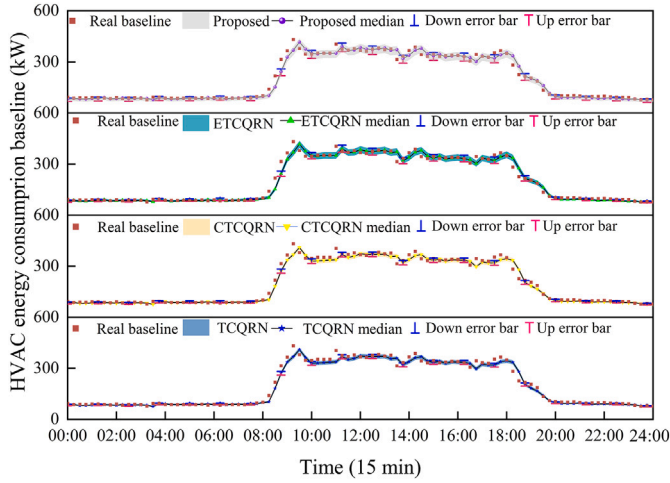 HVAC energy consumprion baseline (kW)
600
Real baseline Proposed Proposed median Down error bar Up error bar
300
600
Real baseline ETCQRN ETCQRN median Down error bar Up error bar
300
600
Real baseline CTCQRN CTCQRN median Down error bar Up error bar
300
600
Real baseline TCQRN TCQRN median Down error bar Up error bar
300
0
00:00 02:00 04:00 06:00 08:00 10:00 12:00 14:00 16:00 18:00 20:00 22:00 24:00
Time (15 min)